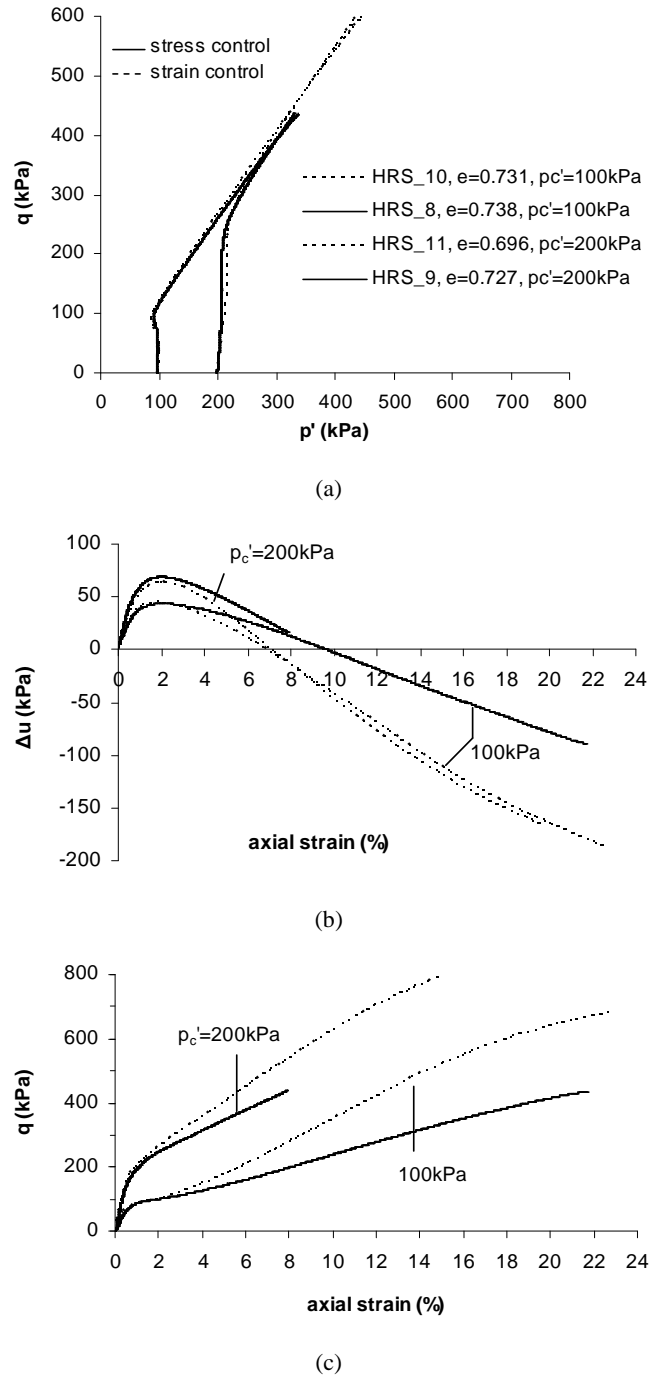 600
500
400
300
200
100
0
q (kPa)
stress control
strain control
HRS_10, e=0.731, pc'=100kPa
HRS_8, e=0.738, pc'=100kPa
HRS_11, e=0.696, pc'=200kPa
HRS_9, e=0.727, pc'=200kPa
0 100 200 300 400 500 600 700 800
p' (kPa)
(a)
100
50
0
-50
-100
-150
-200
Δu (kPa)
pc'=200kPa
0 2 4 6 8 10 12 14 16 18 20 22 24
100kPa
axial strain (%)
(b)
800
600
400
200
0
q (kPa)
pc'=200kPa
100kPa
0 2 4 6 8 10 12 14 16 18 20 22 24
axial strain (%)
(c)